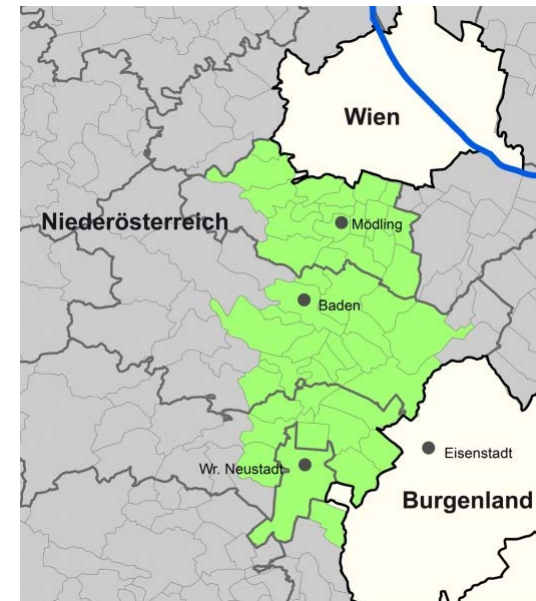 Wien
Niederösterreich
Mödling
Baden
Wr. Neustadt
Eisenstadt
Burgenland